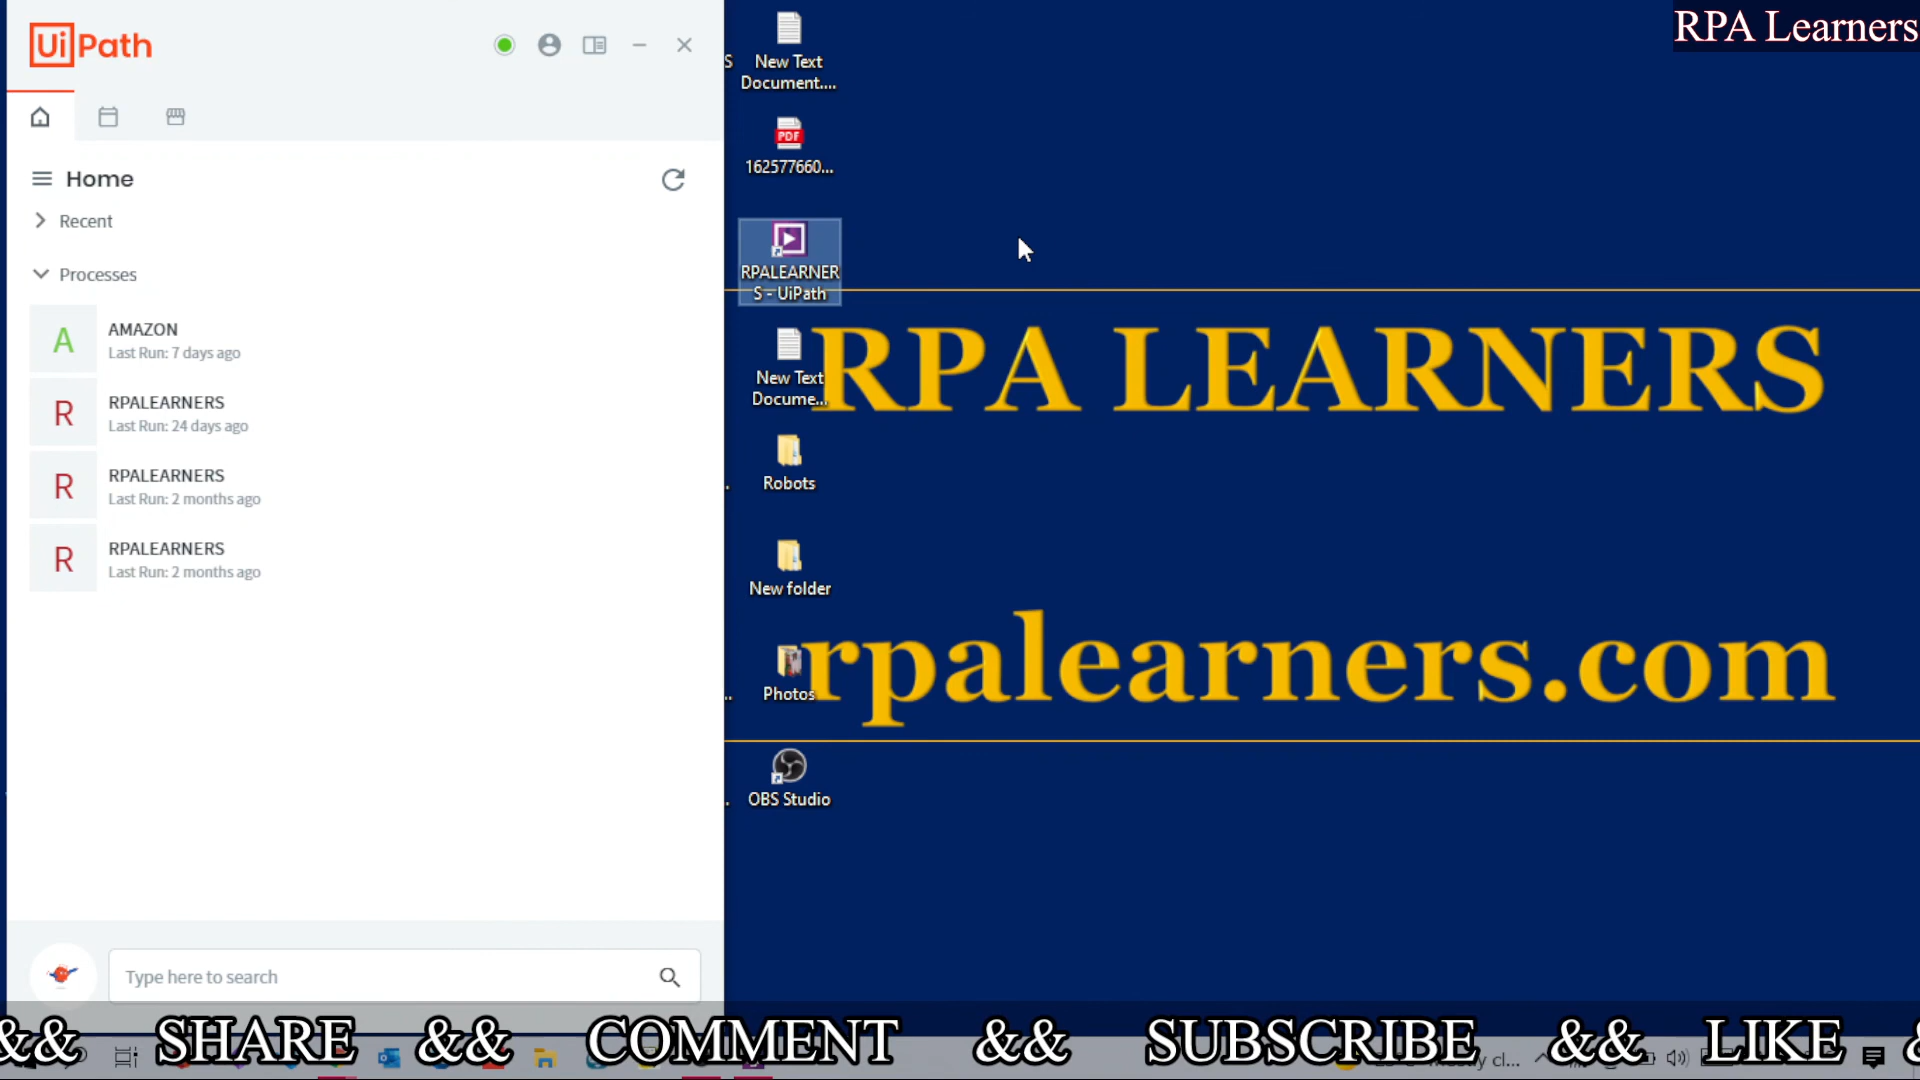 UiPath
Home
Recent
Processes
A
AMAZON
Last Run: 7 days ago
R
RPALEARNERS
Last Run: 24 days ago
R
RPALEARNERS
Last Run: 2 months ago
R
RPALEARNERS
Last Run: 2 months ago
Type here to search
S
New Text
Document....
PDF
162577660...
RPALEARNER
S - UiPath
New Text
Docume...
Robots
New folder
Photos
OBS Studio
RPA Learners
RPA LEARNERS
rpalearners.com
&& SHARE && COMMENT && SUBSCRIBE && LIKE